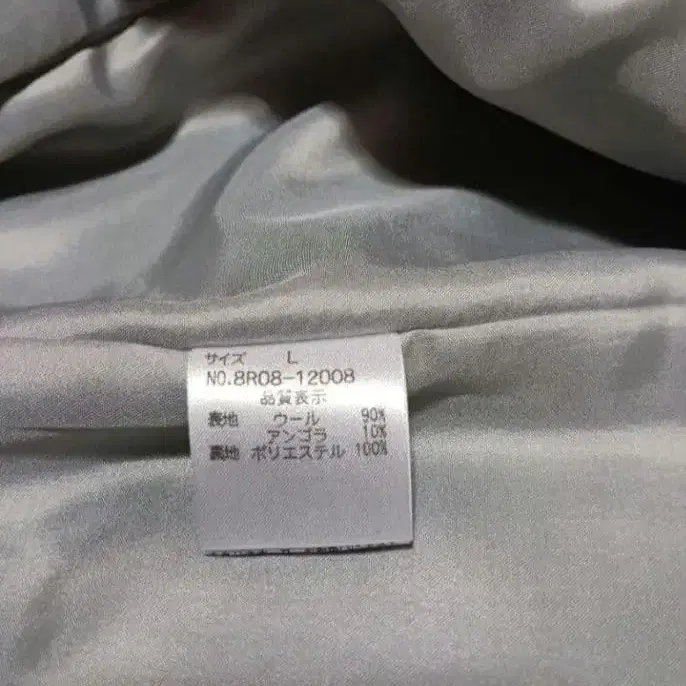 サイズ L
NO.8R08-12008
品質表示
表地 ウール 90%
アンゴラ 10%
裏地 ポリエステル 100%